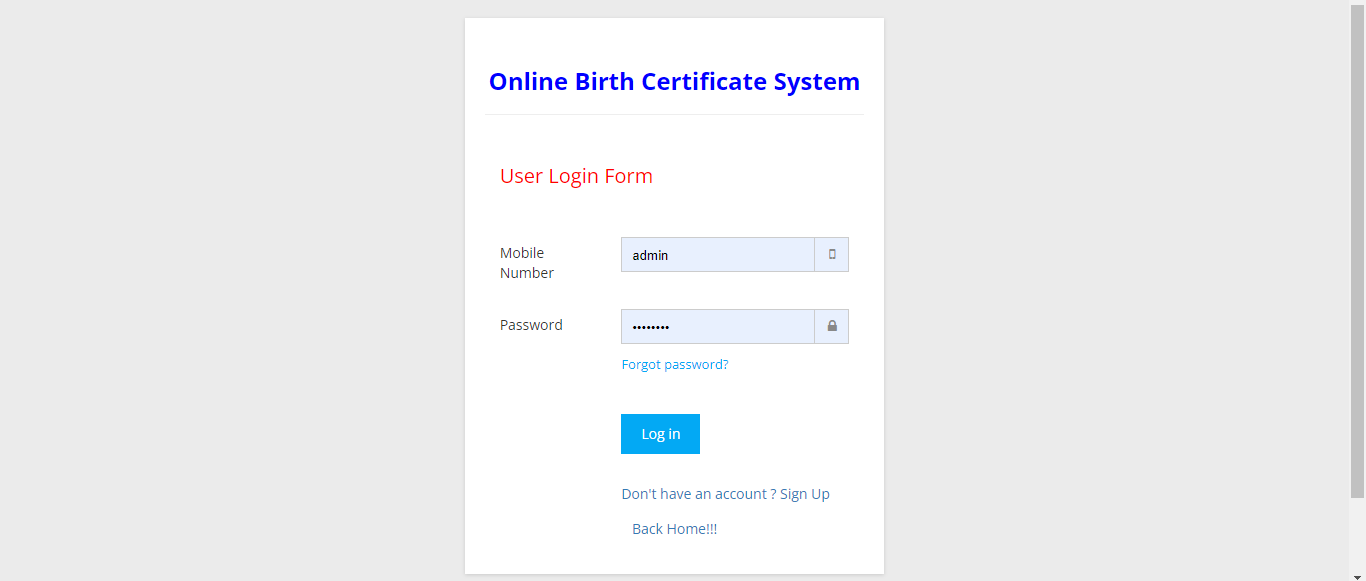 Online Birth Certificate System
User Login Form
Mobile
Number
admin
Password
••••••••
Forgot password?
Log in
Don't have an account ? Sign Up
Back Home!!!